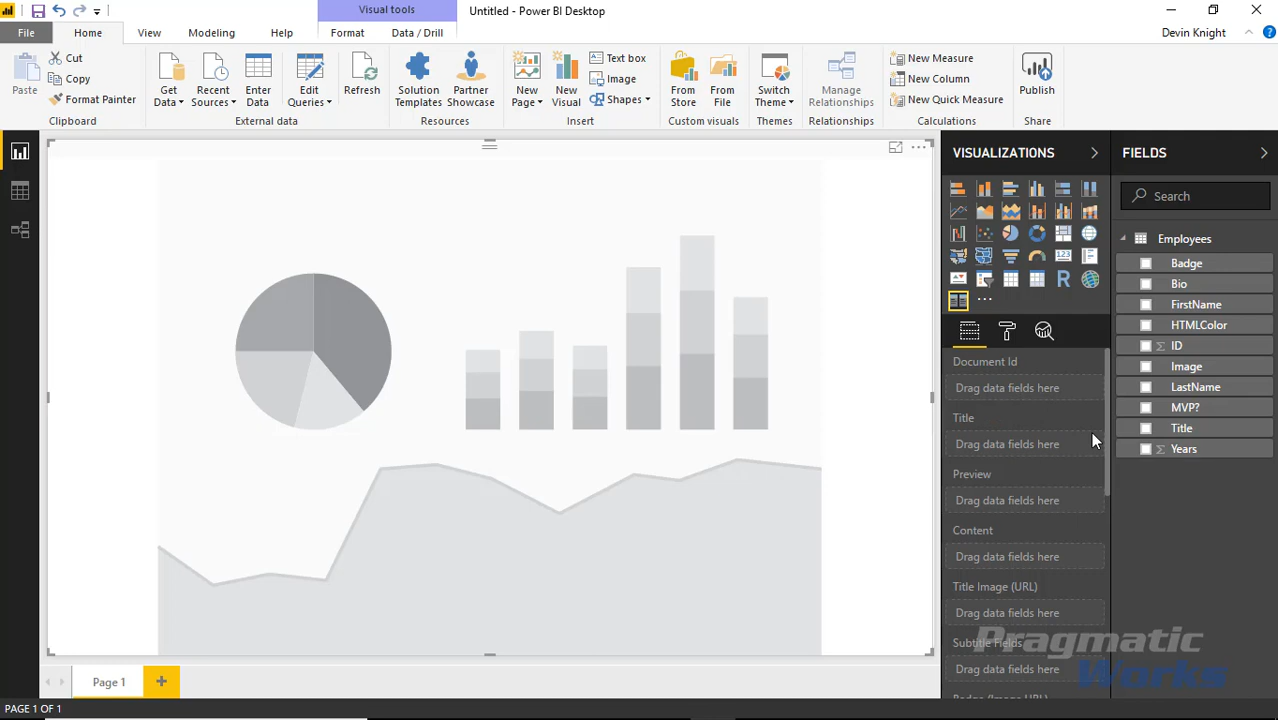 Visual tools
Untitled - Power BI Desktop
File
Home
View
Modeling
Help
Format
Data / Drill
Devin Knight
Paste
Cut
Copy
Format Painter
Clipboard
Get Data
Recent Sources
Enter Data
Edit Queries
Refresh
External data
Solution Templates
Partner Showcase
Resources
New Page
New Visual
Text box
Image
Shapes
Insert
From Store
From File
Custom visuals
Switch Theme
Themes
Manage Relationships
Relationships
New Measure
New Column
New Quick Measure
Calculations
Publish
Share
VISUALIZATIONS
FIELDS
Search
Employees
Badge
Bio
FirstName
HTMLColor
ID
Image
LastName
MVP?
Title
Years
123
R
Document Id
Drag data fields here
Title
Drag data fields here
Preview
Drag data fields here
Content
Drag data fields here
Title Image (URL)
Drag data fields here
Subtitle Fields
Drag data fields here
Badge (Image URL)
Pragmatic
Works
Page 1
PAGE 1 OF 1